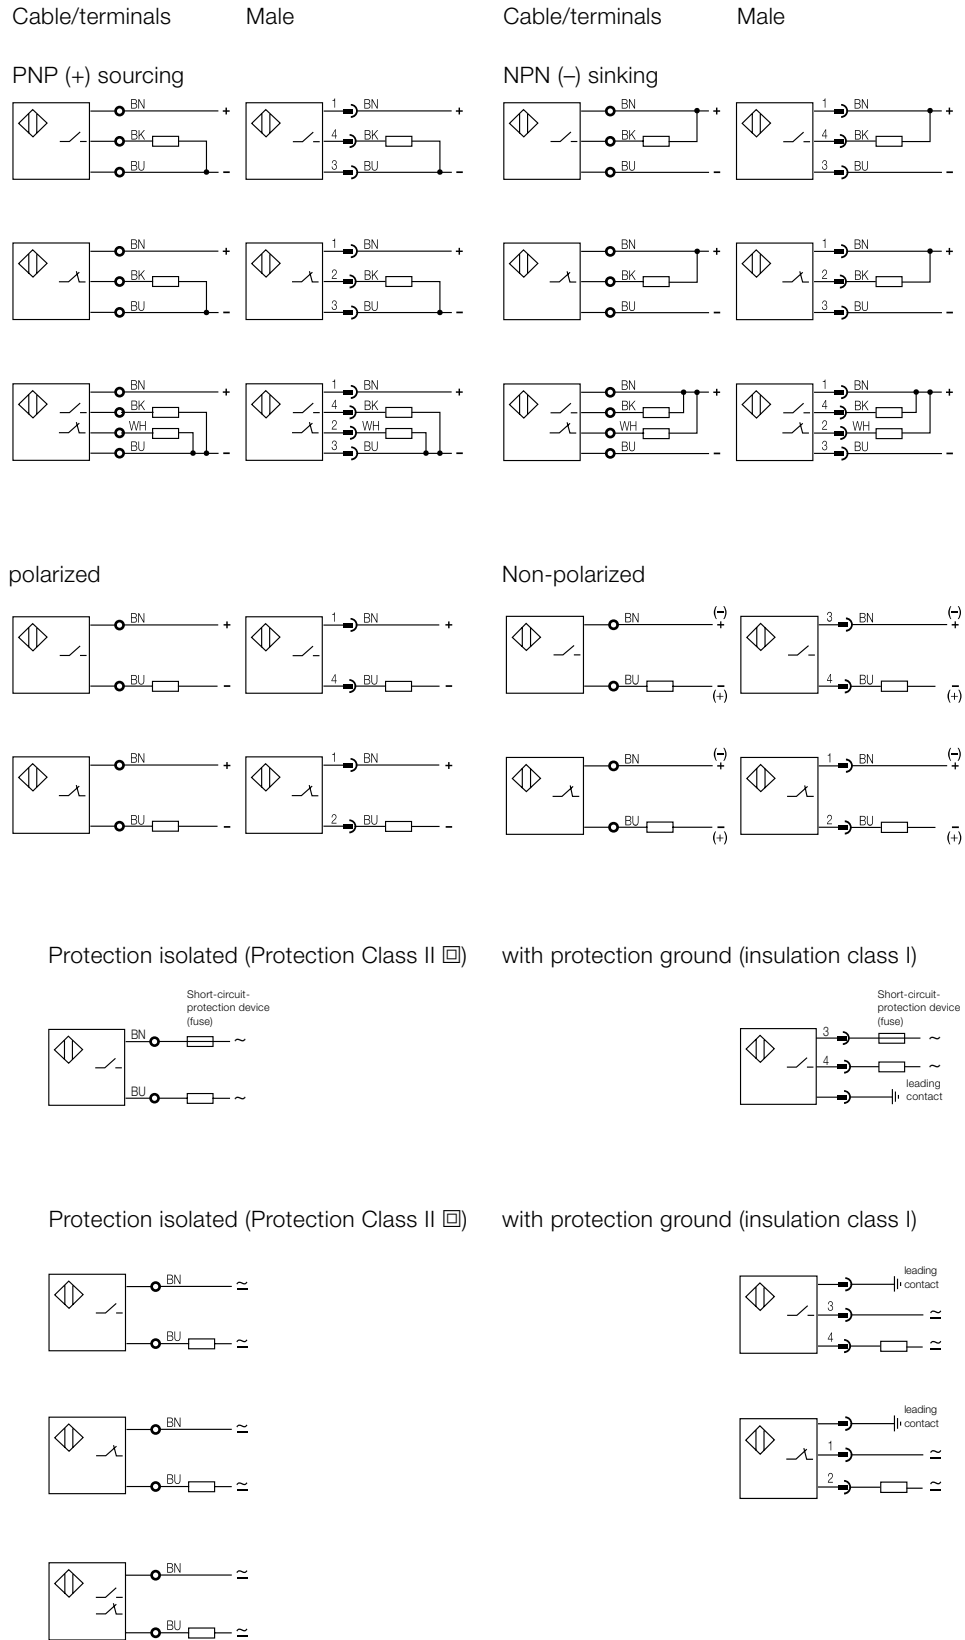 Cable/terminals Male Cable/terminals Male
PNP (+) sourcing NPN (–) sinking
BN + 1 BN + BN + 1 BN +
BK 4 BK BK 4 BK
BU - 3 BU - BU - 3 BU -
BN + 1 BN + BN + 1 BN +
BK 2 BK BK 2 BK
BU - 3 BU - BU - 3 BU -
BN + 1 BN + BN + 1 BN +
BK 4 BK BK 4 BK
WH 2 WH WH 2 WH
BU - 3 BU - BU - 3 BU -
polarized Non-polarized
BN + 1 BN + BN (–) + 3 BN (–) +
BU – 4 BU – BU – (+) 4 BU – (+)
BN + 1 BN + BN (–) + 1 BN (–) +
BU – 2 BU – BU – (+) 2 BU – (+)
Protection isolated (Protection Class II 回) with protection ground (insulation class I)
Short-circuit- Short-circuit-
protection device protection device
(fuse) (fuse)
BN ~ 3 ~
4 ~
BU ~ leading
contact
Protection isolated (Protection Class II 回) with protection ground (insulation class I)
leading
BN ≃ contact
3 ≃
BU ≃ 4 ≃
leading
BN ≃ contact
1 ≃
BU ≃ 2 ≃
BN ≃
BU ≃